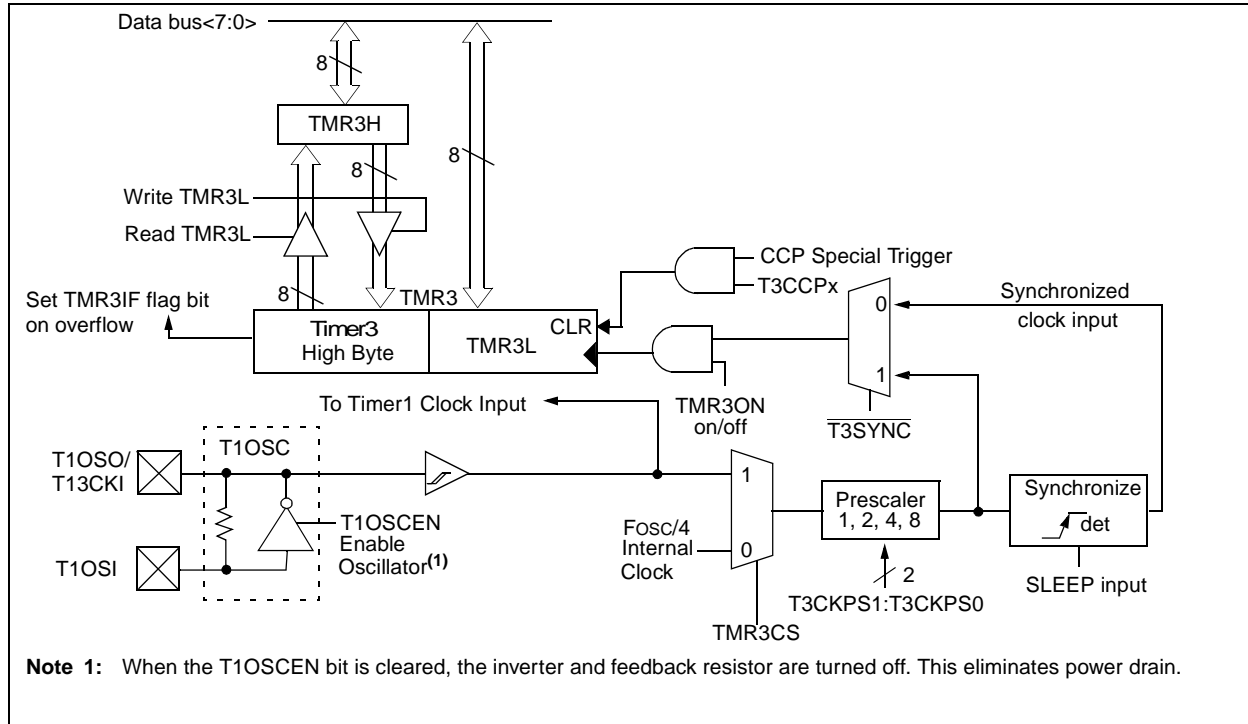 Data bus<7:0>
8
TMR3H
8
8
Write TMR3L
Read TMR3L
8
TMR3
CCP Special Trigger
T3CCPx
Set TMR3IF flag bit
on overflow
Timer3
High Byte
TMR3L
CLR
0
1
Synchronized
clock input
To Timer1 Clock Input
TMR3ON
on/off
T3SYNC
T1OSC
T1OSO/
T13CKI
1
Prescaler
1, 2, 4, 8
Synchronize
det
T1OSCEN
Enable
Oscillator(1)
FOSC/4
Internal
Clock
0
T1OSI
2
SLEEP input
T3CKPS1:T3CKPS0
TMR3CS
Note 1: When the T1OSCEN bit is cleared, the inverter and feedback resistor are turned off. This eliminates power drain.